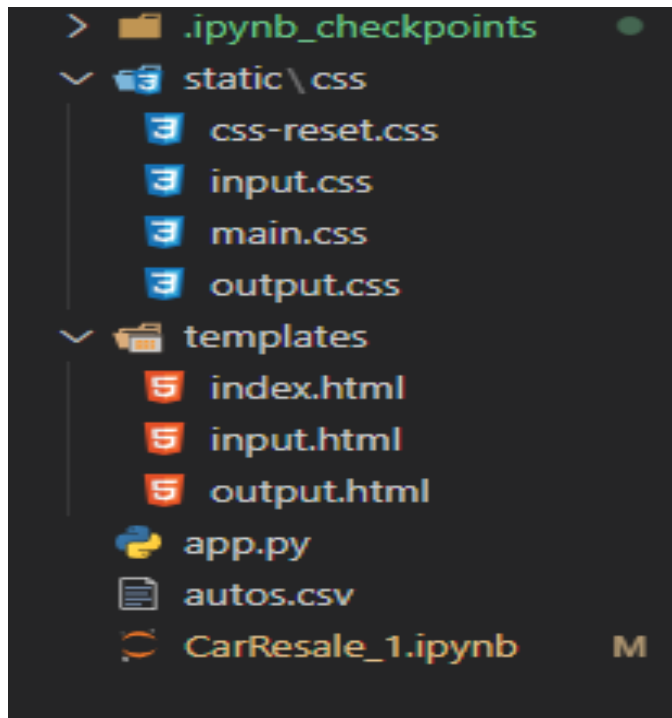 .ipynb_checkpoints
static\css
css-reset.css
input.css
main.css
output.css
templates
index.html
input.html
output.html
app.py
autos.csv
CarResale_1.ipynb M